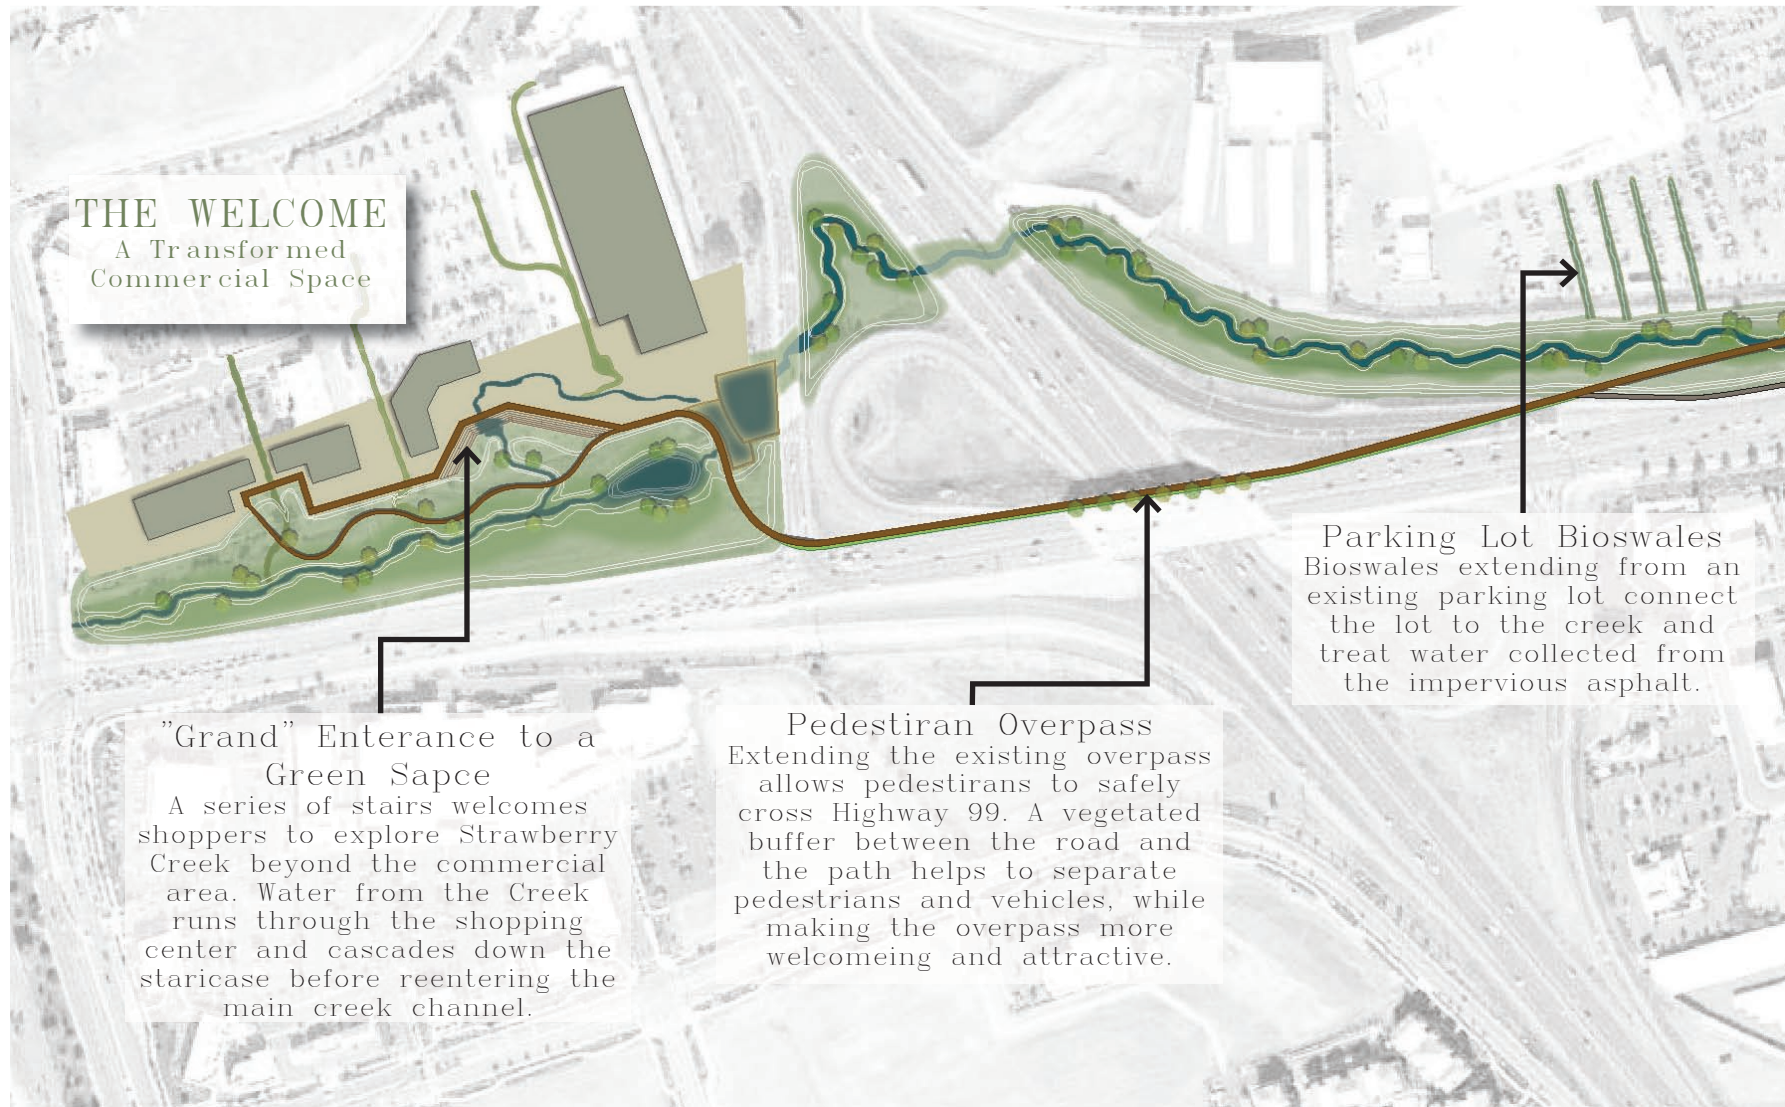 THE WELCOME
A Transformed
Commercial Space
Parking Lot Bioswales
Bioswales extending from an
existing parking lot connect
the lot to the creek and
treat water collected from
the impervious asphalt.
"Grand" Enterance to a
Green Sapce
A series of stairs welcomes
shoppers to explore Strawberry
Creek beyond the commercial
area. Water from the Creek
runs through the shopping
center and cascades down the
staricase before reentering the
main creek channel.
Pedestiran Overpass
Extending the existing overpass
allows pedestirans to safely
cross Highway 99. A vegetated
buffer between the road and
the path helps to separate
pedestrians and vehicles, while
making the overpass more
welcomeing and attractive.